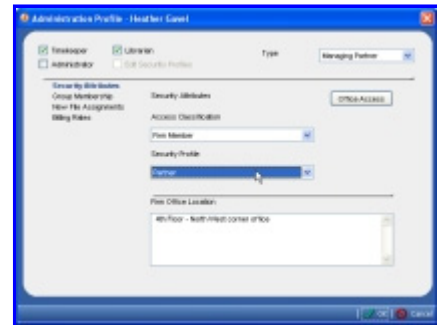 Administration Profile - Heather Gavel
Timekeeper
Librarian
Type
Managing Partner
Administrator
Edit Security Profiles
Security Attributes
Group Membership
New File Assignments
Billing Rates
Security Attributes
Office Access
Access Classification
Firm Member
Security Profile
Partner
Firm Office Location
4th floor - North West corner office
OK
Cancel